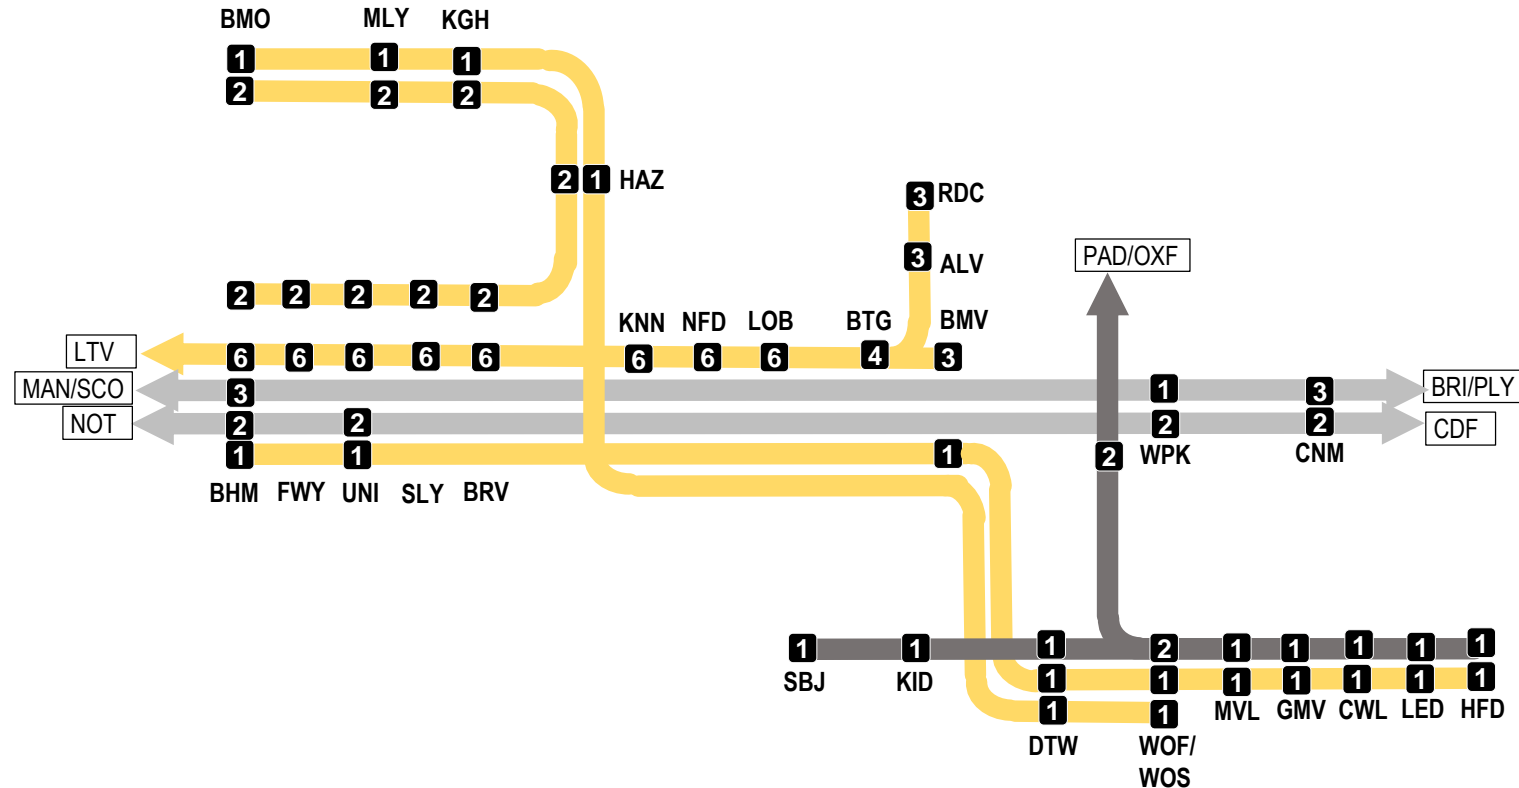 BMO MLY KGH
1 1 1
2 2 2
2 1 HAZ
3 RDC
3 ALV
PAD/OXF
2 2 2 2 2
KNN NFD LOB BTG BMV
LTV 6 6 6 6 6 6 6 6 4 3
MAN/SCO 3 1 3 BRI/PLY
NOT 2 2 2 2 CDF
1 1 1 2 WPK CNM
BHM FWY UNI SLY BRV
1 1 1 2 1 1 1 1 1
SBJ KID 1 1 1 1 1 1 1
1 1 MVL GMV CWL LED HFD
DTW WOF/
WOS